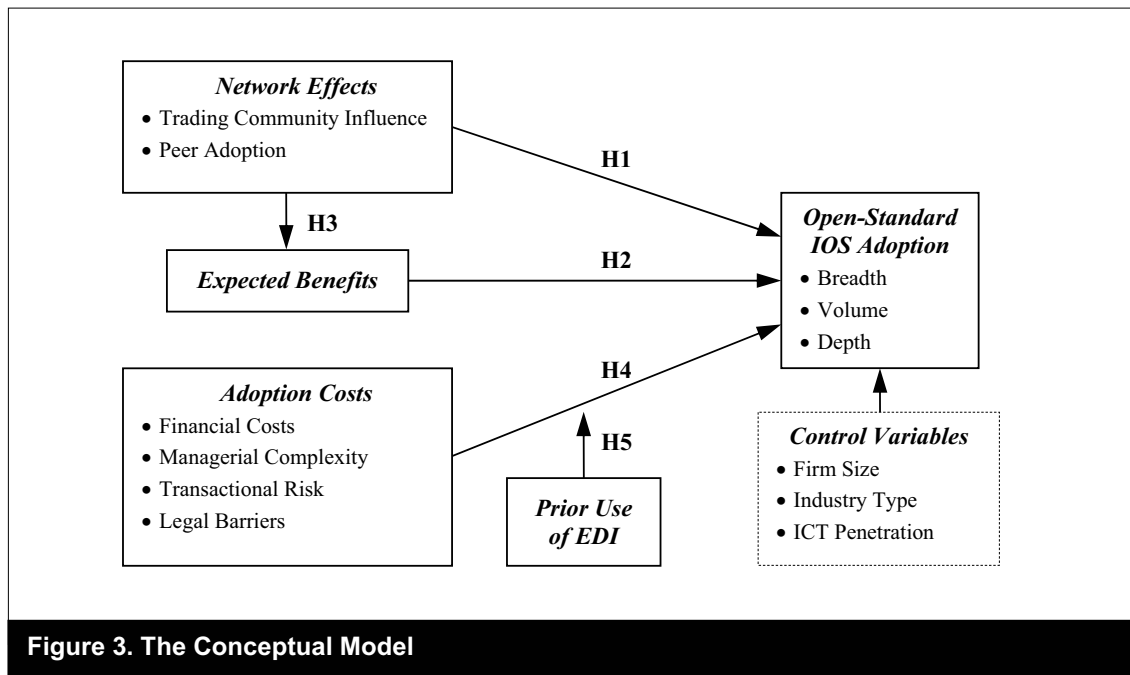 Network Effects
• Trading Community Influence
• Peer Adoption
H1
H3
Expected Benefits
H2
Open-Standard
IOS Adoption
• Breadth
• Volume
• Depth
Adoption Costs
• Financial Costs
• Managerial Complexity
• Transactional Risk
• Legal Barriers
H4
H5
Prior Use
of EDI
Control Variables
• Firm Size
• Industry Type
• ICT Penetration
Figure 3. The Conceptual Model